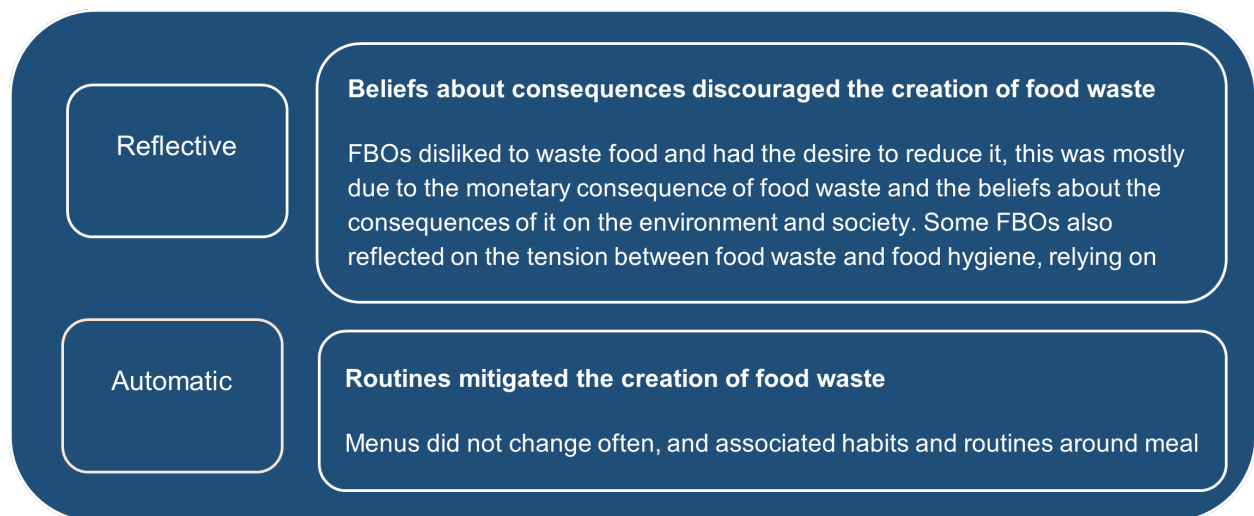 Reflective
Beliefs about consequences discouraged the creation of food waste
FBOs disliked to waste food and had the desire to reduce it, this was mostly
due to the monetary consequence of food waste and the beliefs about the
consequences of it on the environment and society. Some FBOs also
reflected on the tension between food waste and food hygiene, relying on
Automatic
Routines mitigated the creation of food waste
Menus did not change often, and associated habits and routines around meal